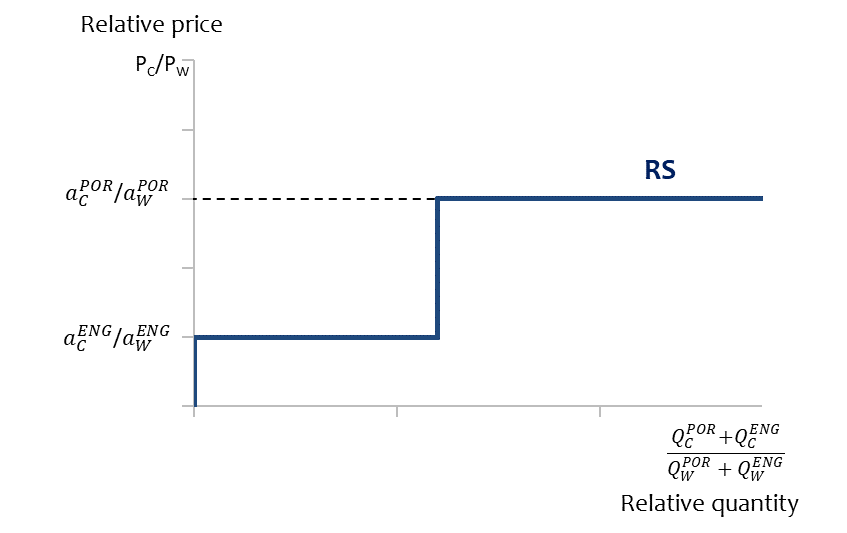 Relative price
P_C/P_W
RS
a_C^{POR}/a_W^{POR}
a_C^{ENG}/a_W^{ENG}
Q_C^{POR}+Q_C^{ENG}
Q_W^{POR} + Q_W^{ENG}
Relative quantity